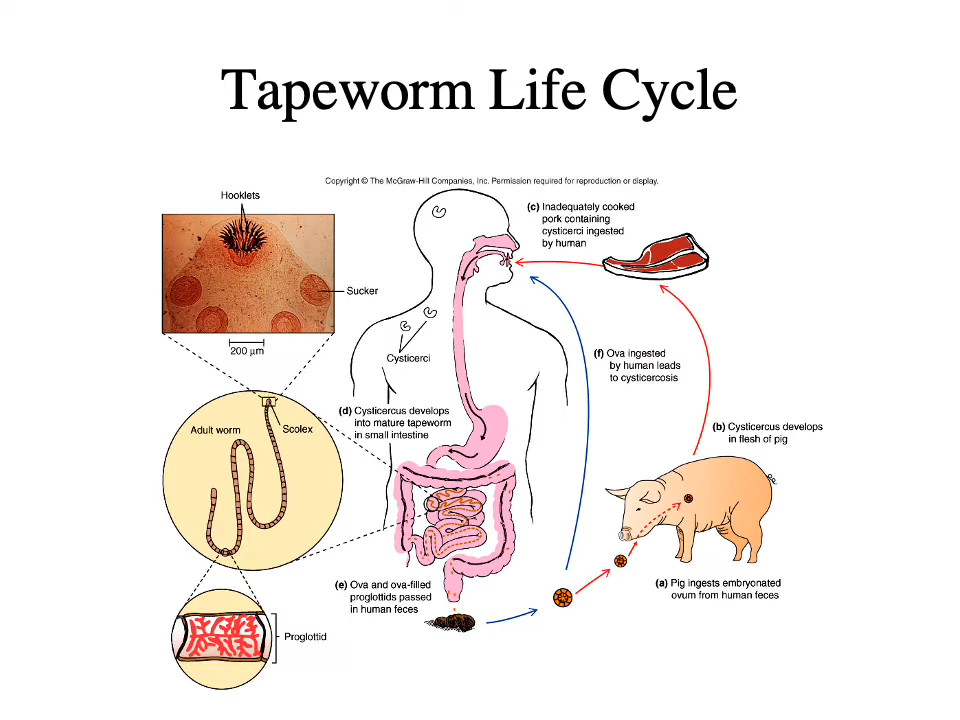 Tapeworm Life Cycle
Copyright © The McGraw-Hill Companies, Inc. Permission required for reproduction or display.
Hooklets
Sucker
200 µm
(c) Inadequately cooked
pork containing
cysticerci ingested
by human
Cysticerci
(f) Ova ingested
by human leads
to cysticercosis
(d) Cysticercus develops
into mature tapeworm
in small intestine
Adult worm
Scolex
(b) Cysticercus develops
in flesh of pig
(e) Ova and ova-filled
proglottids passed
in human feces
(a) Pig ingests embryonated
ovum from human feces
Proglottid